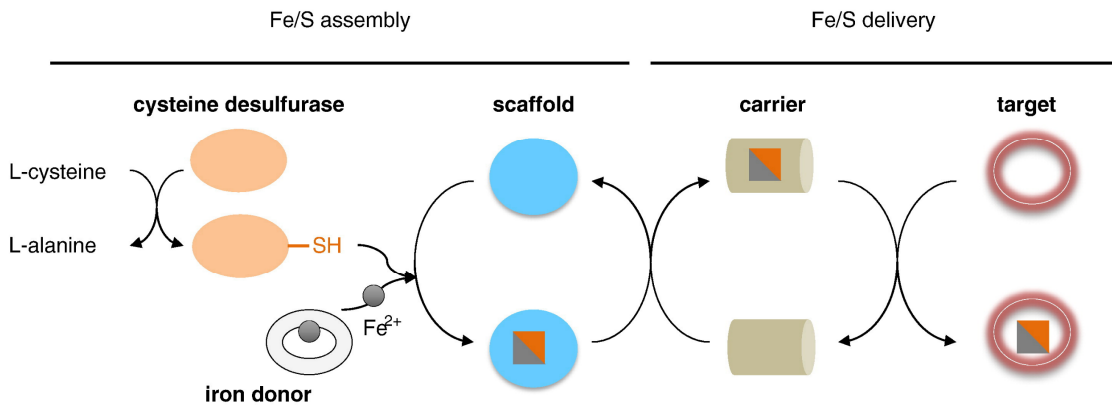 Fe/S assembly
Fe/S delivery
cysteine desulfurase
scaffold
carrier
target
L-cysteine
L-alanine
SH
Fe2+
iron donor